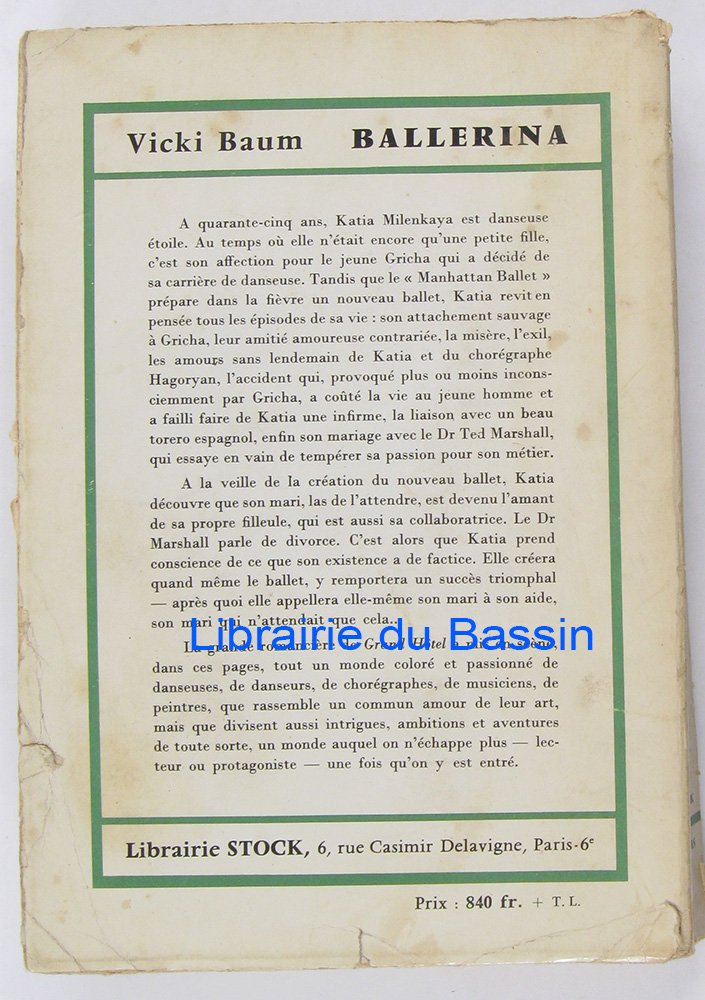 Vicki Baum BALLERINA
A quarante-cinq ans, Katia Milenkaya est danseuse
étoile. Au temps où elle n'était encore qu'une petite fille,
c'est son affection pour le jeune Gricha qui a décidé de
sa carrière de danseuse. Tandis que le « Manhattan Ballet »
prépare dans la fièvre un nouveau ballet, Katia revit en
pensée tous les épisodes de sa vie : son attachement sauvage
à Gricha, leur amitié amoureuse contrariée, la misère, l'exil,
les amours sans lendemain de Katia et du chorégraphe
Hagoryan, l'accident qui, provoqué plus ou moins incons-
ciemment par Gricha, a coûté la vie au jeune homme et
a failli faire de Katia une infirme, la liaison avec un beau
torero espagnol, enfin son mariage avec le Dr Ted Marshall,
qui essaye en vain de tempérer sa passion pour son métier.
A la veille de la création du nouveau ballet, Katia
découvre que son mari, las de l'attendre, est devenu l'amant
de sa propre filleule, qui est aussi sa collaboratrice. Le Dr
Marshall parle de divorce. C'est alors que Katia prend
conscience de ce que son existence a de factice. Elle créera
quand même le ballet, y remportera un succès triomphal
— après quoi elle appellera elle-même son mari à son aide,
son mari qui n'attendait que cela..
Librairie du Bassin
La grande romancière de Grand Hôtel a mis en scène,
dans ces pages, tout un monde coloré et passionné de
danseuses, de danseurs, de chorégraphes, de musiciens, de
peintres, que rassemble un commun amour de leur art,
mais que divisent aussi intrigues, ambitions et aventures
de toute sorte, un monde auquel on n'échappe plus — lec-
teur ou protagoniste — une fois qu'on y est entré.
Librairie STOCK, 6, rue Casimir Delavigne, Paris-6e
Prix : 840 fr. + T. L.